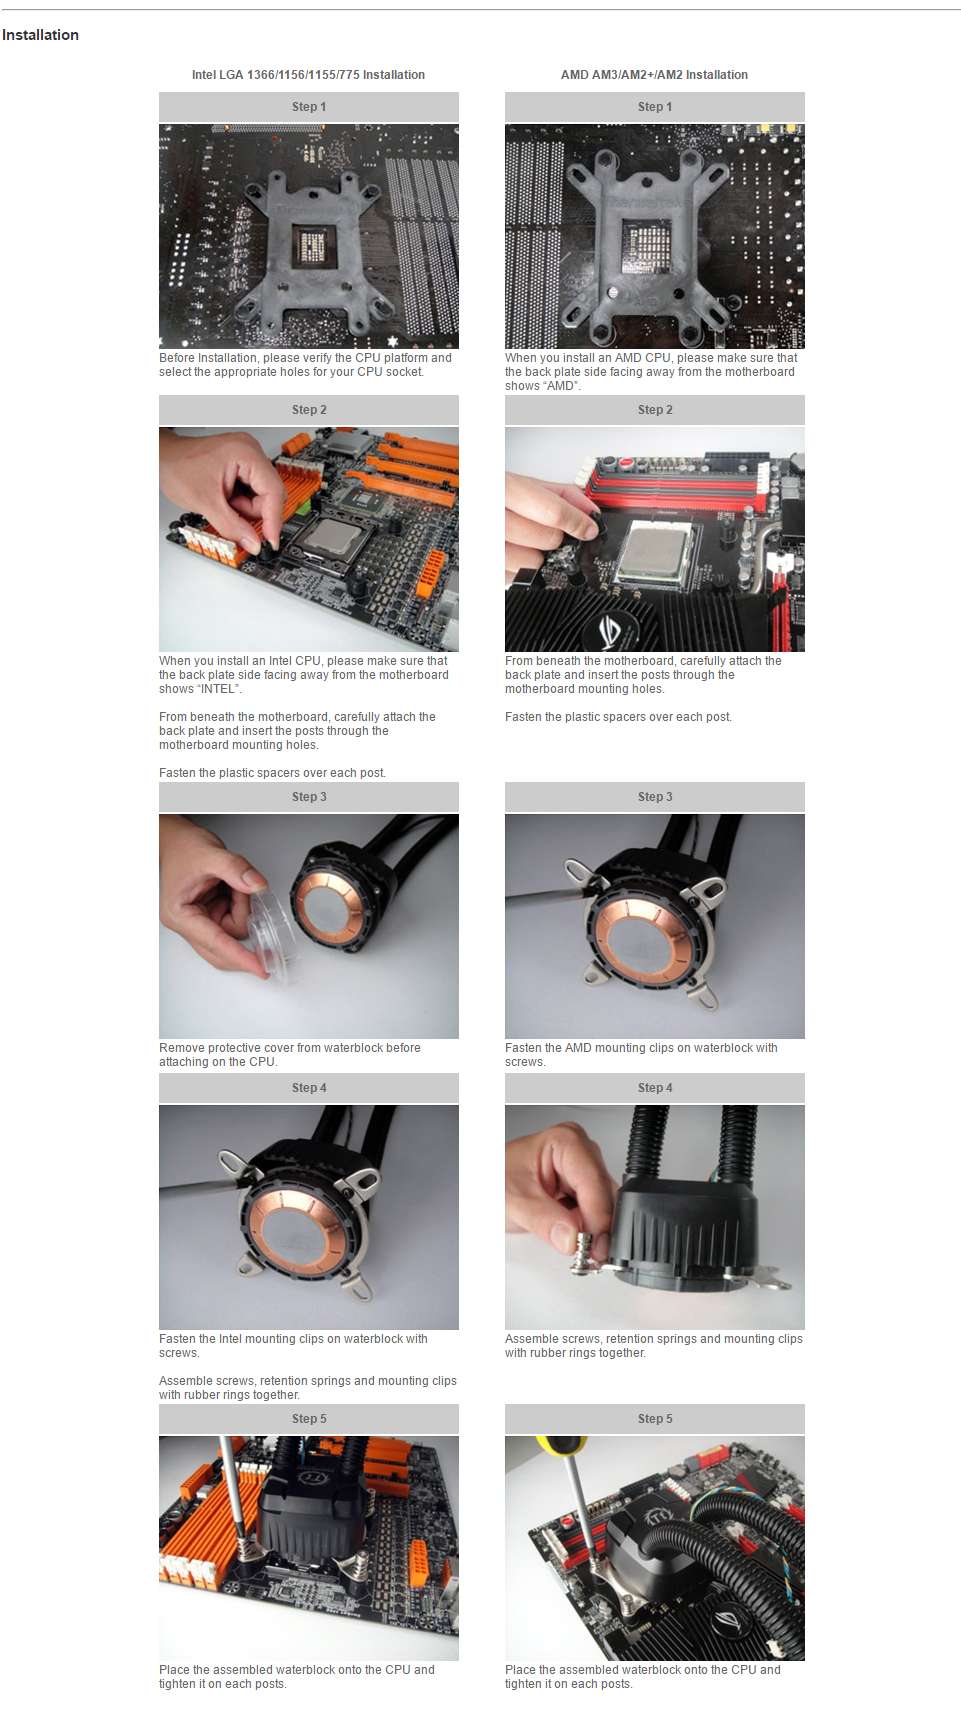 Installation
Intel LGA 1366/1156/1155/775 Installation
Step 1
Before Installation, please verify the CPU platform and
select the appropriate holes for your CPU socket.
Step 2
When you install an Intel CPU, please make sure that
the back plate side facing away from the motherboard
shows “INTEL”.
From beneath the motherboard, carefully attach the
back plate and insert the posts through the
motherboard mounting holes.
Fasten the plastic spacers over each post.
Step 3
Remove protective cover from waterblock before
attaching on the CPU.
Step 4
Fasten the Intel mounting clips on waterblock with
screws.
Assemble screws, retention springs and mounting clips
with rubber rings together.
Step 5
Place the assembled waterblock onto the CPU and
tighten it on each posts.
AMD AM3/AM2+/AM2 Installation
Step 1
Thermaltake
AMD
When you install an AMD CPU, please make sure that
the back plate side facing away from the motherboard
shows “AMD”.
Step 2
From beneath the motherboard, carefully attach the
back plate and insert the posts through the
motherboard mounting holes.
Fasten the plastic spacers over each post.
Step 3
Fasten the AMD mounting clips on waterblock with
screws.
Step 4
Assemble screws, retention springs and mounting clips
with rubber rings together.
Step 5
Place the assembled waterblock onto the CPU and
tighten it on each posts.